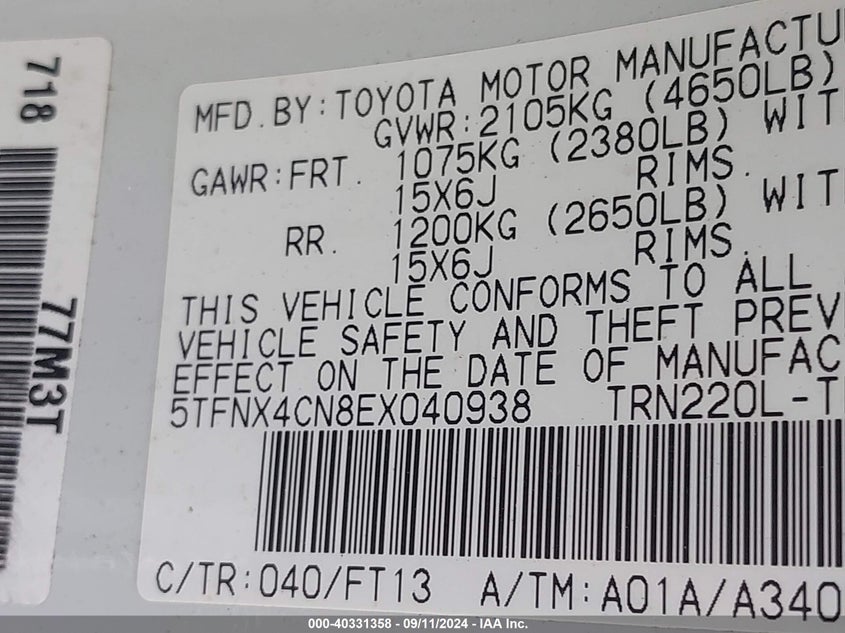 718
77M3T
MFD.BY:TOYOTA MOTOR MANUFACTU
GVWR:2105KG (4650LB)
GAWR:FRT. 1075KG (2380LB) WIT
15X6J RIMS.
RR. 1200KG (2650LB) WIT
15X6J RIMS.
THIS VEHICLE CONFORMS TO ALL
VEHICLE SAFETY AND THEFT PREV
EFFECT ON THE DATE OF MANUFAC
5TFNX4CN8EX040938 TRN220L-T
C/TR:040/FT13 A/TM:A01A/A340
000-40331358 - 09/11/2024 - IAA Inc.